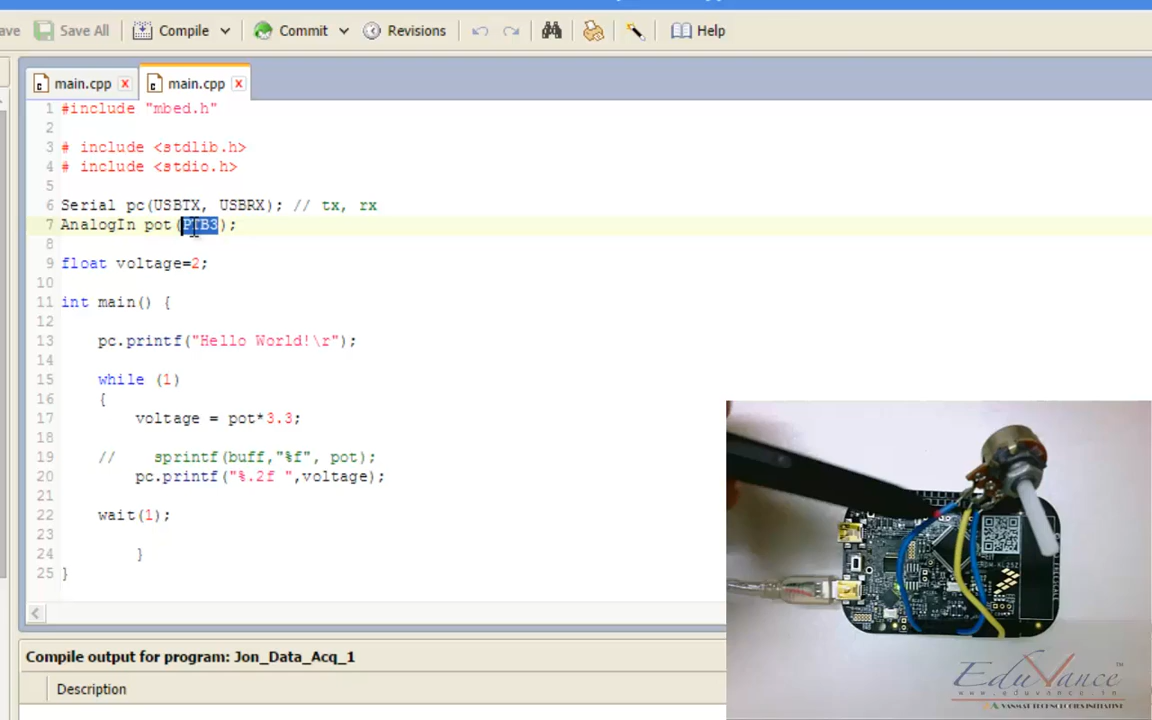 ave Save All Compile Commit Revisions Help
main.cpp x main.cpp x
1 #include "mbed.h"
2
3 # include <stdlib.h>
4 # include <stdio.h>
5
6 Serial pc(USBTX, USBRX); // tx, rx
7 AnalogIn pot(PTB3);
8
9 float voltage=2;
10
11 int main() {
12
13 pc.printf("Hello World!\r");
14
15 while (1)
16 {
17 voltage = pot*3.3;
18
19 // sprintf(buff,"%f", pot);
20 pc.printf("%.2f ",voltage);
21
22 wait(1);
23
24 }
25 }
Compile output for program: Jon_Data_Acq_1
Description
EduVance™
www.eduvance.in